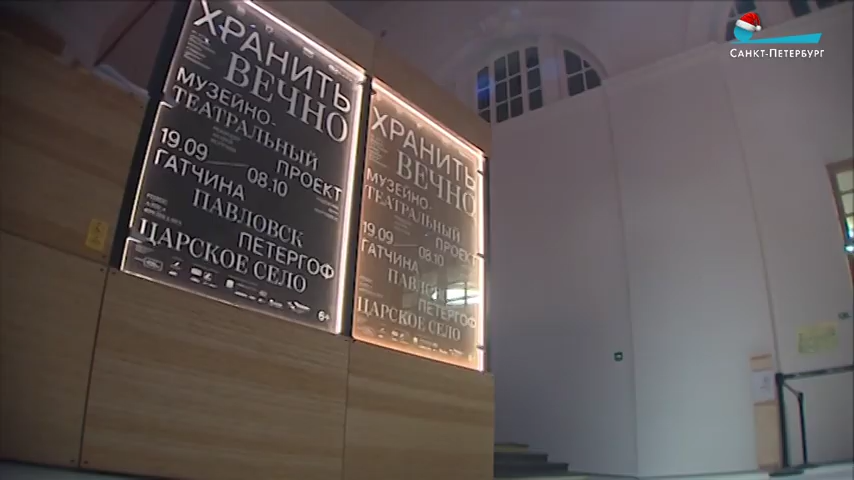 Санкт-Петербург
ХРАНИТЬ
ВЕЧНО
МУЗЕЙНО-
ТЕАТРАЛЬНЫЙ
ПРОЕКТ
19.09
08.10
ГАТЧИНА
ПАВЛОВСК
ПЕТЕРГОФ
ЦАРСКОЕ СЕЛО
6+
ХРАНИТЬ
ВЕЧНО
МУЗЕЙНО-
ТЕАТРАЛЬНЫЙ
ПРОЕКТ
19.09
08.10
ГАТЧИНА
ПАВЛОВСК
ПЕТЕРГОФ
ЦАРСКОЕ СЕЛО